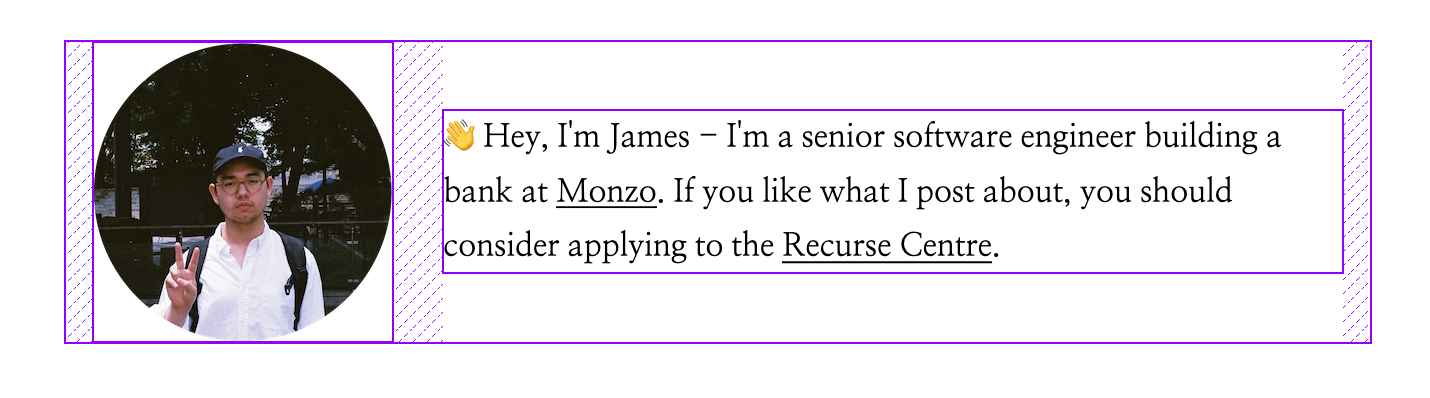 👋 Hey, I'm James – I'm a senior software engineer building a
bank at Monzo. If you like what I post about, you should
consider applying to the Recurse Centre.